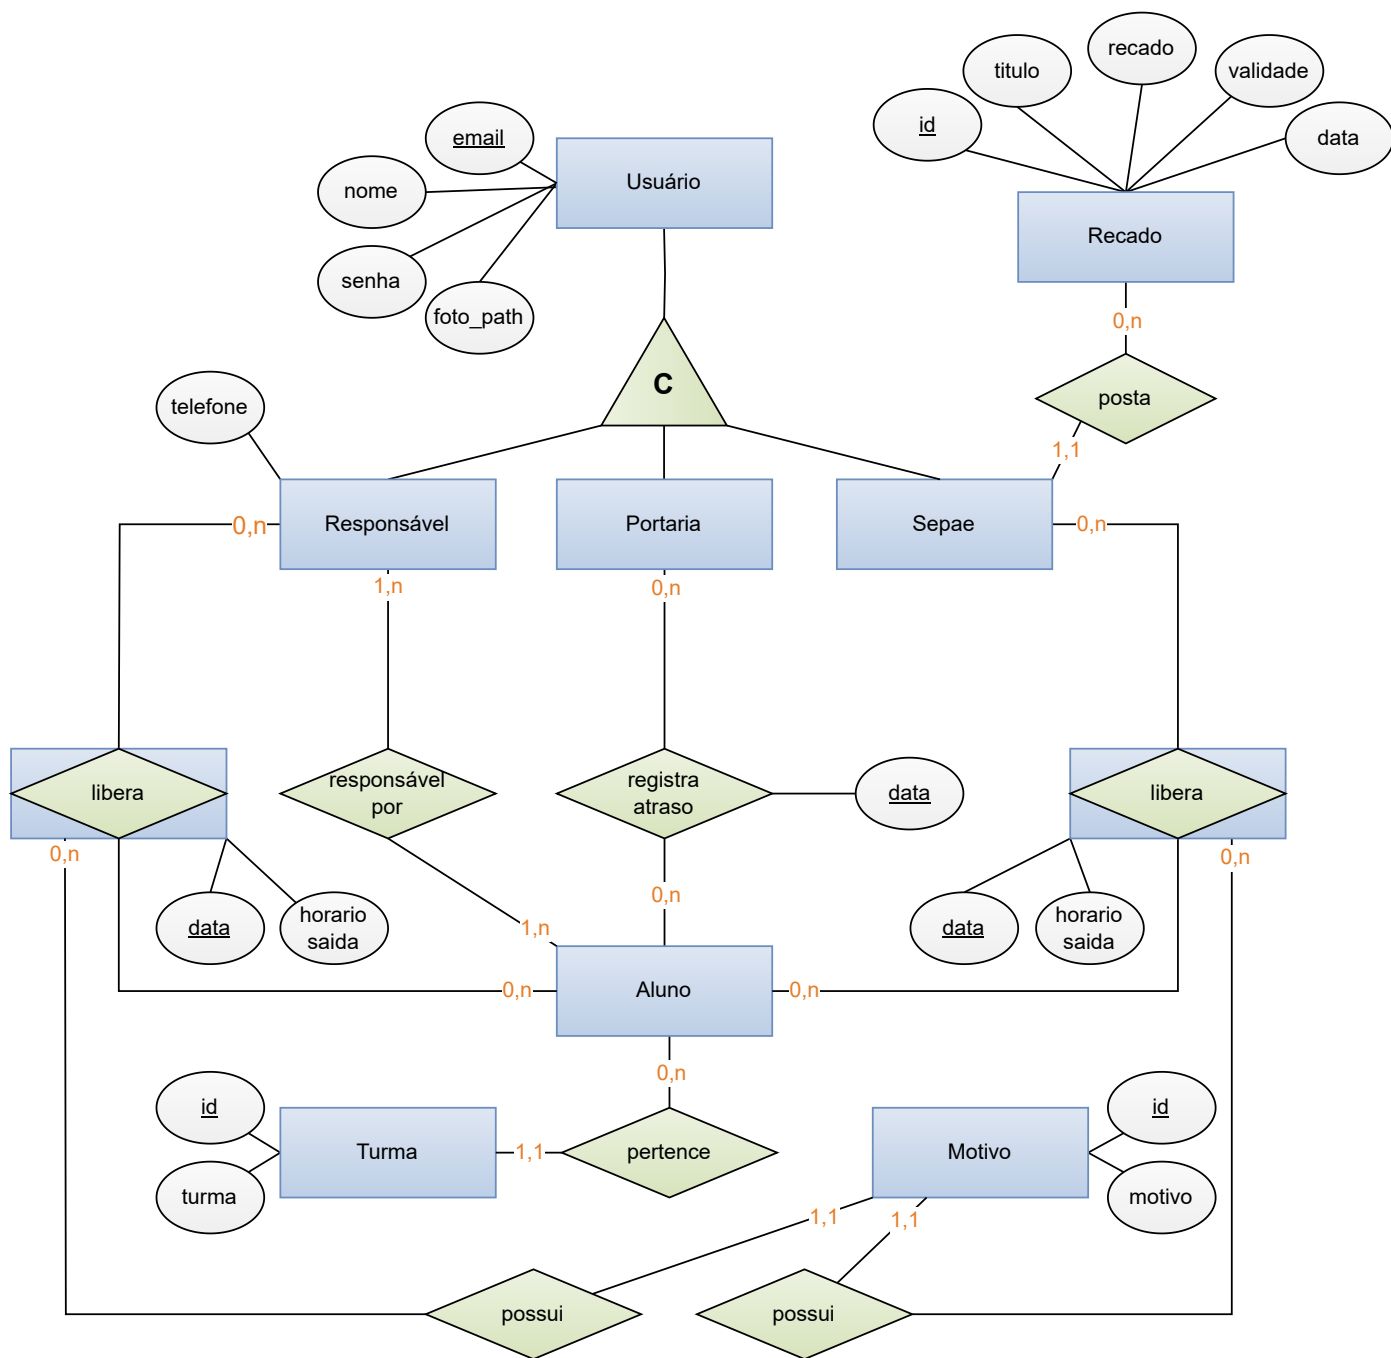 recado
titulo
validade
id
data
email
Usuário
nome
Recado
senha
foto_path
0,n
C
posta
telefone
1,1
Responsável
Portaria
Sepae
0,n
0,n
1,n
0,n
libera
responsável
por
registra
atraso
data
libera
0,n
0,n
data
horario
saida
0,n
data
horario
saida
1,n
0,n
Aluno
0,n
0,n
id
id
Turma
1,1
pertence
Motivo
turma
motivo
1,1
1,1
possui
possui